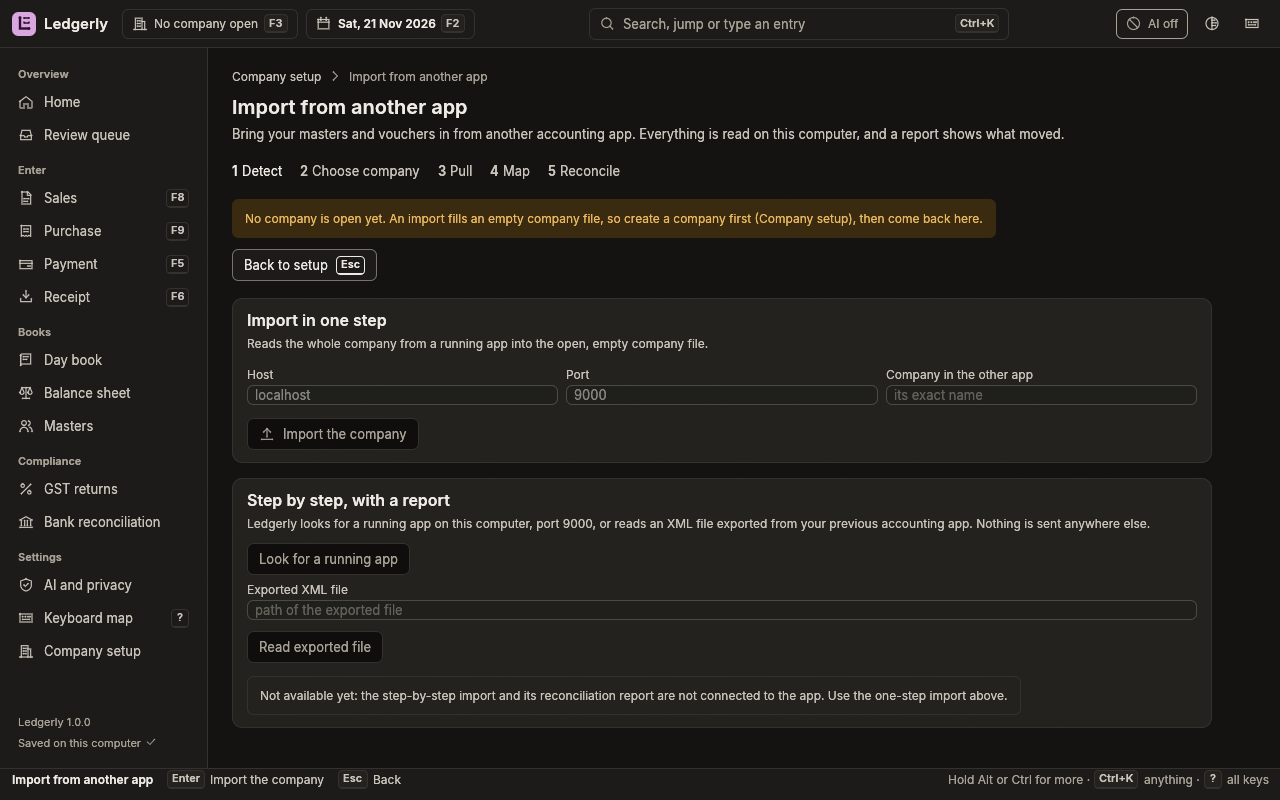 Ledgerly
No company open F3
Sat, 21 Nov 2026 F2
Search, jump or type an entry Ctrl+K
AI off
Overview
Home
Review queue
Enter
Sales F8
Purchase F9
Payment F5
Receipt F6
Books
Day book
Balance sheet
Masters
Compliance
GST returns
Bank reconciliation
Settings
AI and privacy
Keyboard map ?
Company setup
Ledgerly 1.0.0
Saved on this computer
Company setup Import from another app
Import from another app
Bring your masters and vouchers in from another accounting app. Everything is read on this computer, and a report shows what moved.
1 Detect 2 Choose company 3 Pull 4 Map 5 Reconcile
No company is open yet. An import fills an empty company file, so create a company first (Company setup), then come back here.
Back to setup Esc
Import in one step
Reads the whole company from a running app into the open, empty company file.
Host Port Company in the other app
localhost 9000 its exact name
Import the company
Step by step, with a report
Ledgerly looks for a running app on this computer, port 9000, or reads an XML file exported from your previous accounting app. Nothing is sent anywhere else.
Look for a running app
Exported XML file
path of the exported file
Read exported file
Not available yet: the step-by-step import and its reconciliation report are not connected to the app. Use the one-step import above.
Import from another app Enter Import the company Esc Back
Hold Alt or Ctrl for more · Ctrl+K anything · ? all keys